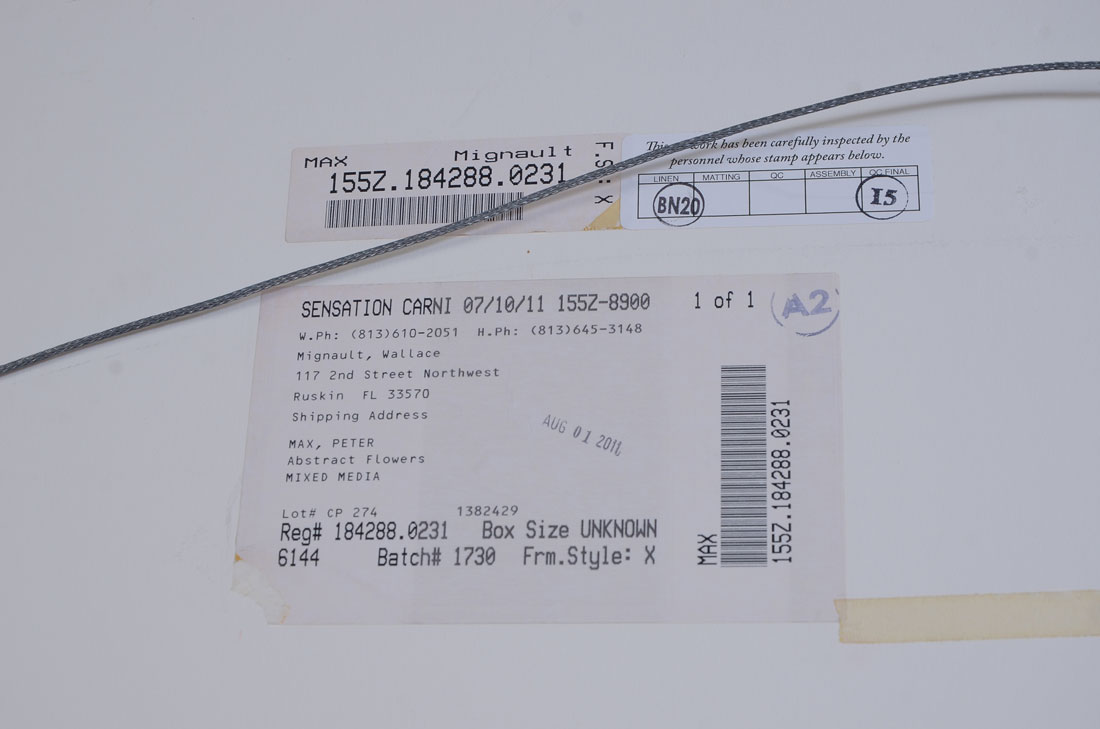 MAX Mignault
155Z.184288.0231
F.S.: X
This work has been carefully inspected by the
personnel whose stamp appears below.
LINEN MATTING QC ASSEMBLY QC FINAL
BN20 I5
SENSATION CARNI 07/10/11 155Z-8900 1 of 1 A2
W.Ph: (813)610-2051 H.Ph: (813)645-3148
Mignault, Wallace
117 2nd Street Northwest
Ruskin FL 33570
Shipping Address
AUG 01 2011
MAX, PETER
Abstract Flowers
MIXED MEDIA
Lot# CP 274 1382429
Reg# 184288.0231 Box Size UNKNOWN
6144 Batch# 1730 Frm.Style: X
MAX
155Z.184288.0231